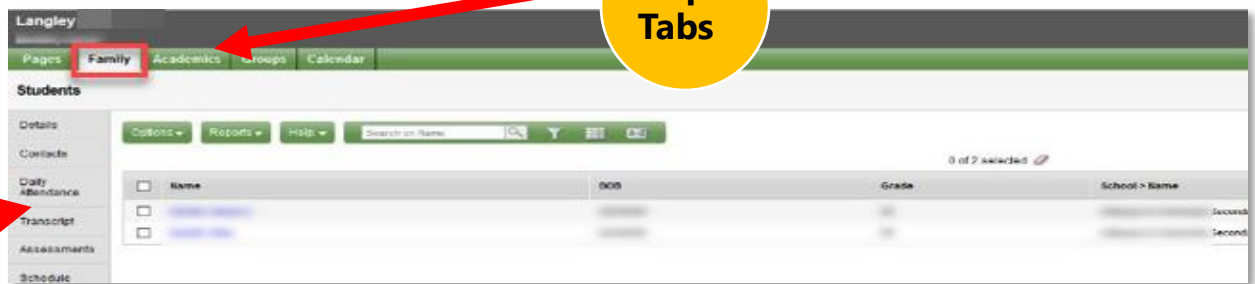 Langley
Tabs
Pages Family Academics Groups Calendar
Students
Details
Options Reports Help Search on Name
Contacts
0 of 2 selected
Daily Attendance
Name DOB Grade School > Name
Transcript
Assessments
Schedule